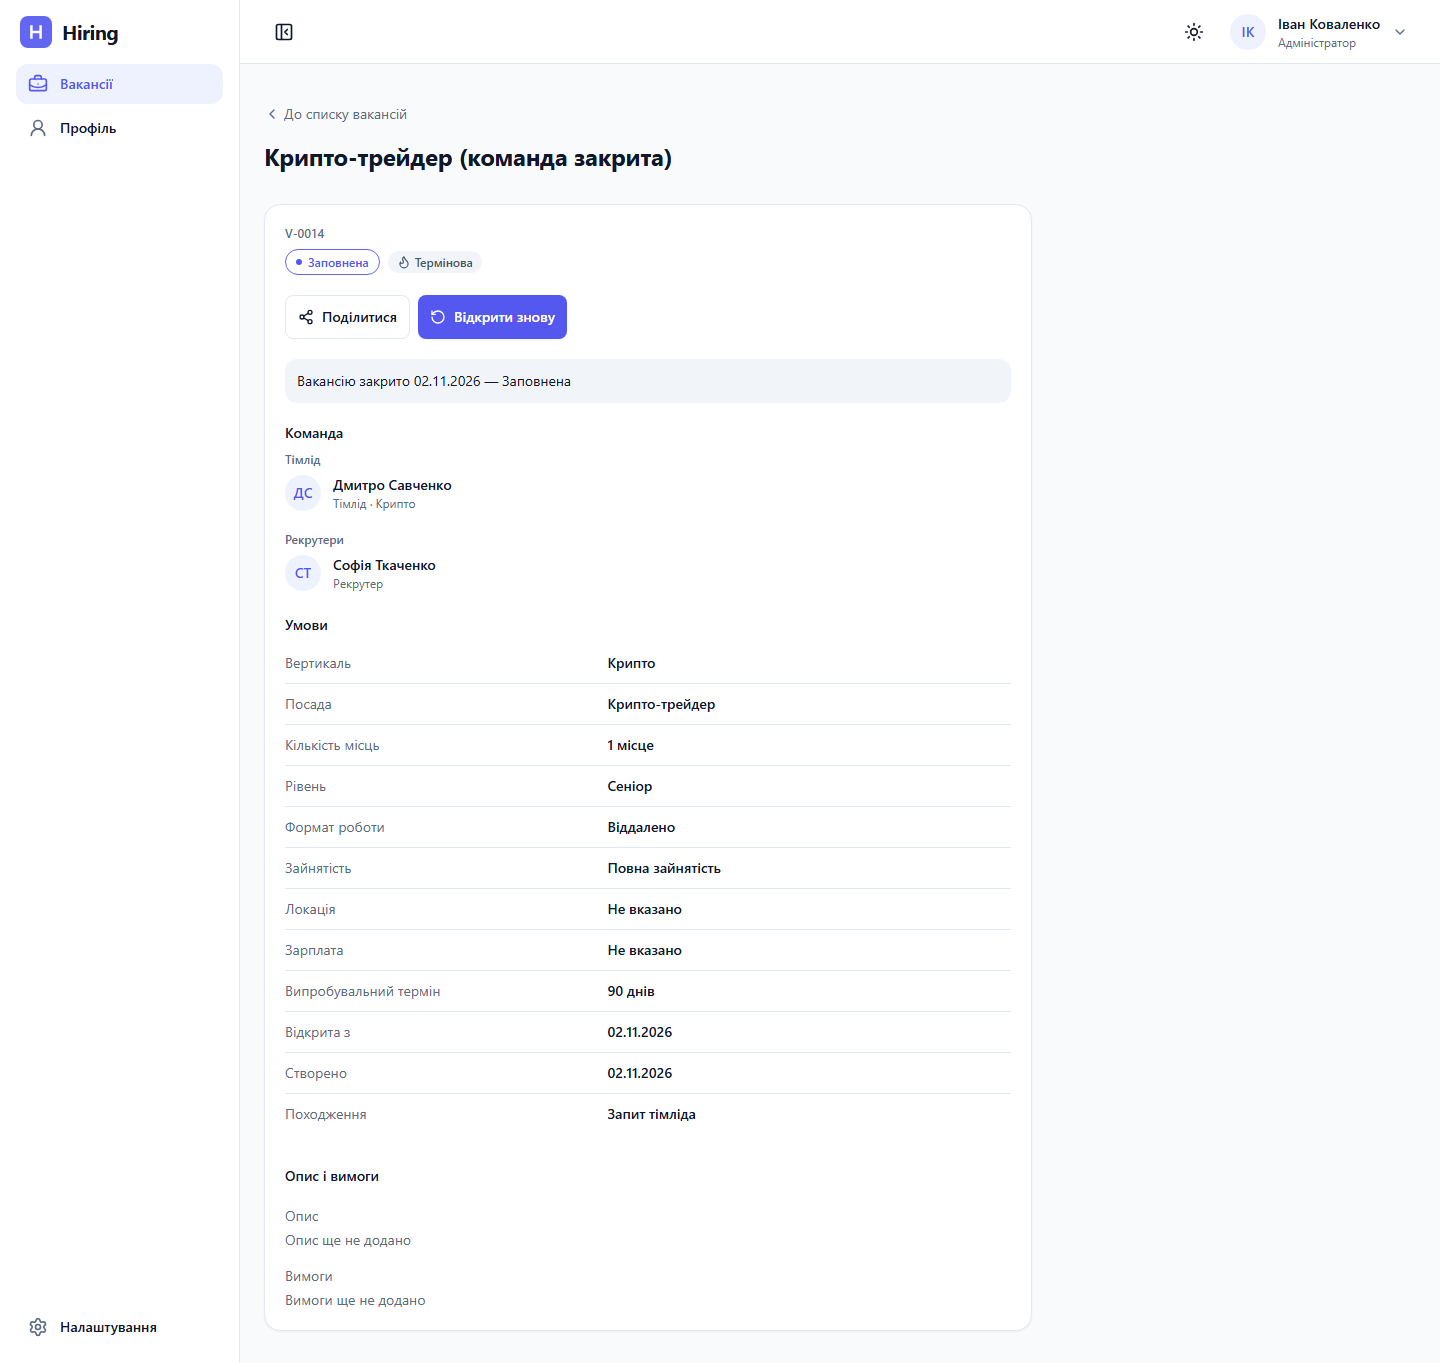 H Hiring
Вакансії
Профіль
Налаштування
ІК
Іван Коваленко
Адміністратор
До списку вакансій
Крипто-трейдер (команда закрита)
V-0014
Заповнена
Термінова
Поділитися
Відкрити знову
Вакансію закрито 02.11.2026 — Заповнена
Команда
Тімлід
ДС
Дмитро Савченко
Тімлід · Крипто
Рекрутери
СТ
Софія Ткаченко
Рекрутер
Умови
Вертикаль Крипто
Посада Крипто-трейдер
Кількість місць 1 місце
Рівень Сеніор
Формат роботи Віддалено
Зайнятість Повна зайнятість
Локація Не вказано
Зарплата Не вказано
Випробувальний термін 90 днів
Відкрита з 02.11.2026
Створено 02.11.2026
Походження Запит тімліда
Опис і вимоги
Опис
Опис ще не додано
Вимоги
Вимоги ще не додано